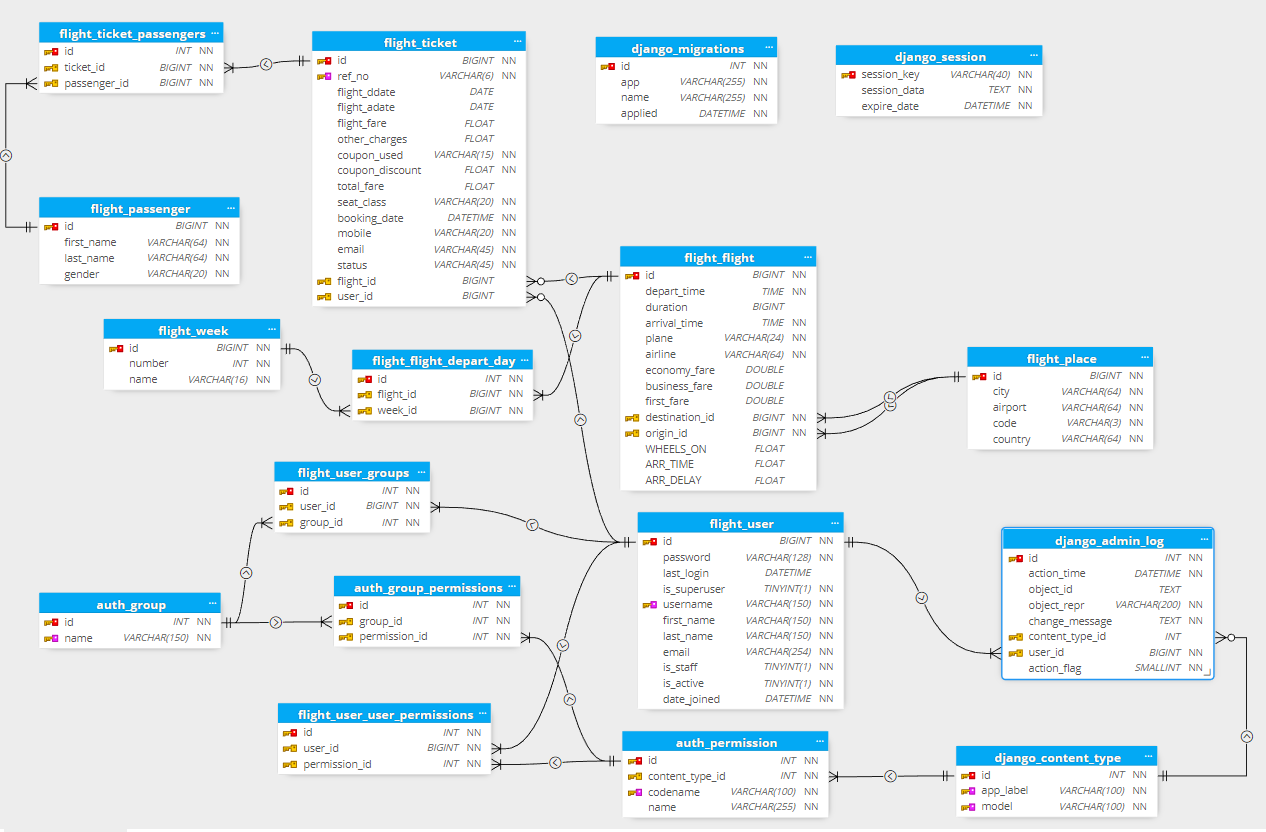 flight_ticket_passengers ...
id INT NN
ticket_id BIGINT NN
passenger_id BIGINT NN
flight_ticket ...
id BIGINT NN
ref_no VARCHAR(6) NN
flight_ddate DATE
flight_adate DATE
flight_fare FLOAT
other_charges FLOAT
coupon_used VARCHAR(15) NN
coupon_discount FLOAT NN
total_fare FLOAT
seat_class VARCHAR(20) NN
booking_date DATETIME NN
mobile VARCHAR(20) NN
email VARCHAR(45) NN
status VARCHAR(45) NN
flight_id BIGINT
user_id BIGINT
django_migrations ...
id INT NN
app VARCHAR(255) NN
name VARCHAR(255) NN
applied DATETIME NN
django_session ...
session_key VARCHAR(40) NN
session_data TEXT NN
expire_date DATETIME NN
flight_passenger ...
id BIGINT NN
first_name VARCHAR(64) NN
last_name VARCHAR(64) NN
gender VARCHAR(20) NN
flight_flight ...
id BIGINT NN
depart_time TIME NN
duration BIGINT
arrival_time TIME NN
plane VARCHAR(24) NN
airline VARCHAR(64) NN
economy_fare DOUBLE
business_fare DOUBLE
first_fare DOUBLE
destination_id BIGINT NN
origin_id BIGINT NN
WHEELS_ON FLOAT
ARR_TIME FLOAT
ARR_DELAY FLOAT
flight_week ...
id BIGINT NN
number INT NN
name VARCHAR(16) NN
flight_flight_depart_day ...
id INT NN
flight_id BIGINT NN
week_id BIGINT NN
flight_place ...
id BIGINT NN
city VARCHAR(64) NN
airport VARCHAR(64) NN
code VARCHAR(3) NN
country VARCHAR(64) NN
flight_user_groups ...
id INT NN
user_id BIGINT NN
group_id INT NN
flight_user ...
id BIGINT NN
password VARCHAR(128) NN
last_login DATETIME
is_superuser TINYINT(1) NN
username VARCHAR(150) NN
first_name VARCHAR(150) NN
last_name VARCHAR(150) NN
email VARCHAR(254) NN
is_staff TINYINT(1) NN
is_active TINYINT(1) NN
date_joined DATETIME NN
django_admin_log ...
id INT NN
action_time DATETIME NN
object_id TEXT
object_repr VARCHAR(200) NN
change_message TEXT NN
content_type_id INT
user_id BIGINT NN
action_flag SMALLINT NN
auth_group ...
id INT NN
name VARCHAR(150) NN
auth_group_permissions ...
id INT NN
group_id INT NN
permission_id INT NN
flight_user_user_permissions ...
id INT NN
user_id BIGINT NN
permission_id INT NN
auth_permission ...
id INT NN
content_type_id INT NN
codename VARCHAR(100) NN
name VARCHAR(255) NN
django_content_type ...
id INT NN
app_label VARCHAR(100) NN
model VARCHAR(100) NN